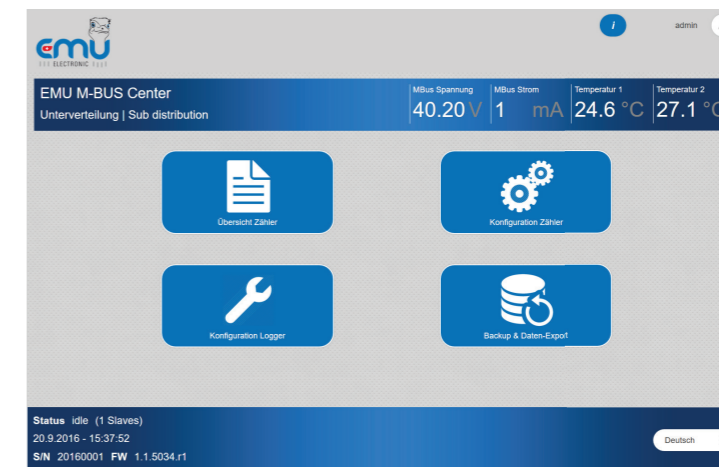 emu
ELECTRONIC
i
admin
EMU M-BUS Center
Unterverteilung | Sub distribution
MBus Spannung
40.20 V
MBus Strom
1 mA
Temperatur 1
24.6 °C
Temperatur 2
27.1 °C
Übersicht Zähler
Konfiguration Zähler
Konfiguration Logger
Backup & Daten-Export
Status idle (1 Slaves)
20.9.2016 - 15:37:52
S/N 20160001 FW 1.1.5034.r1
Deutsch